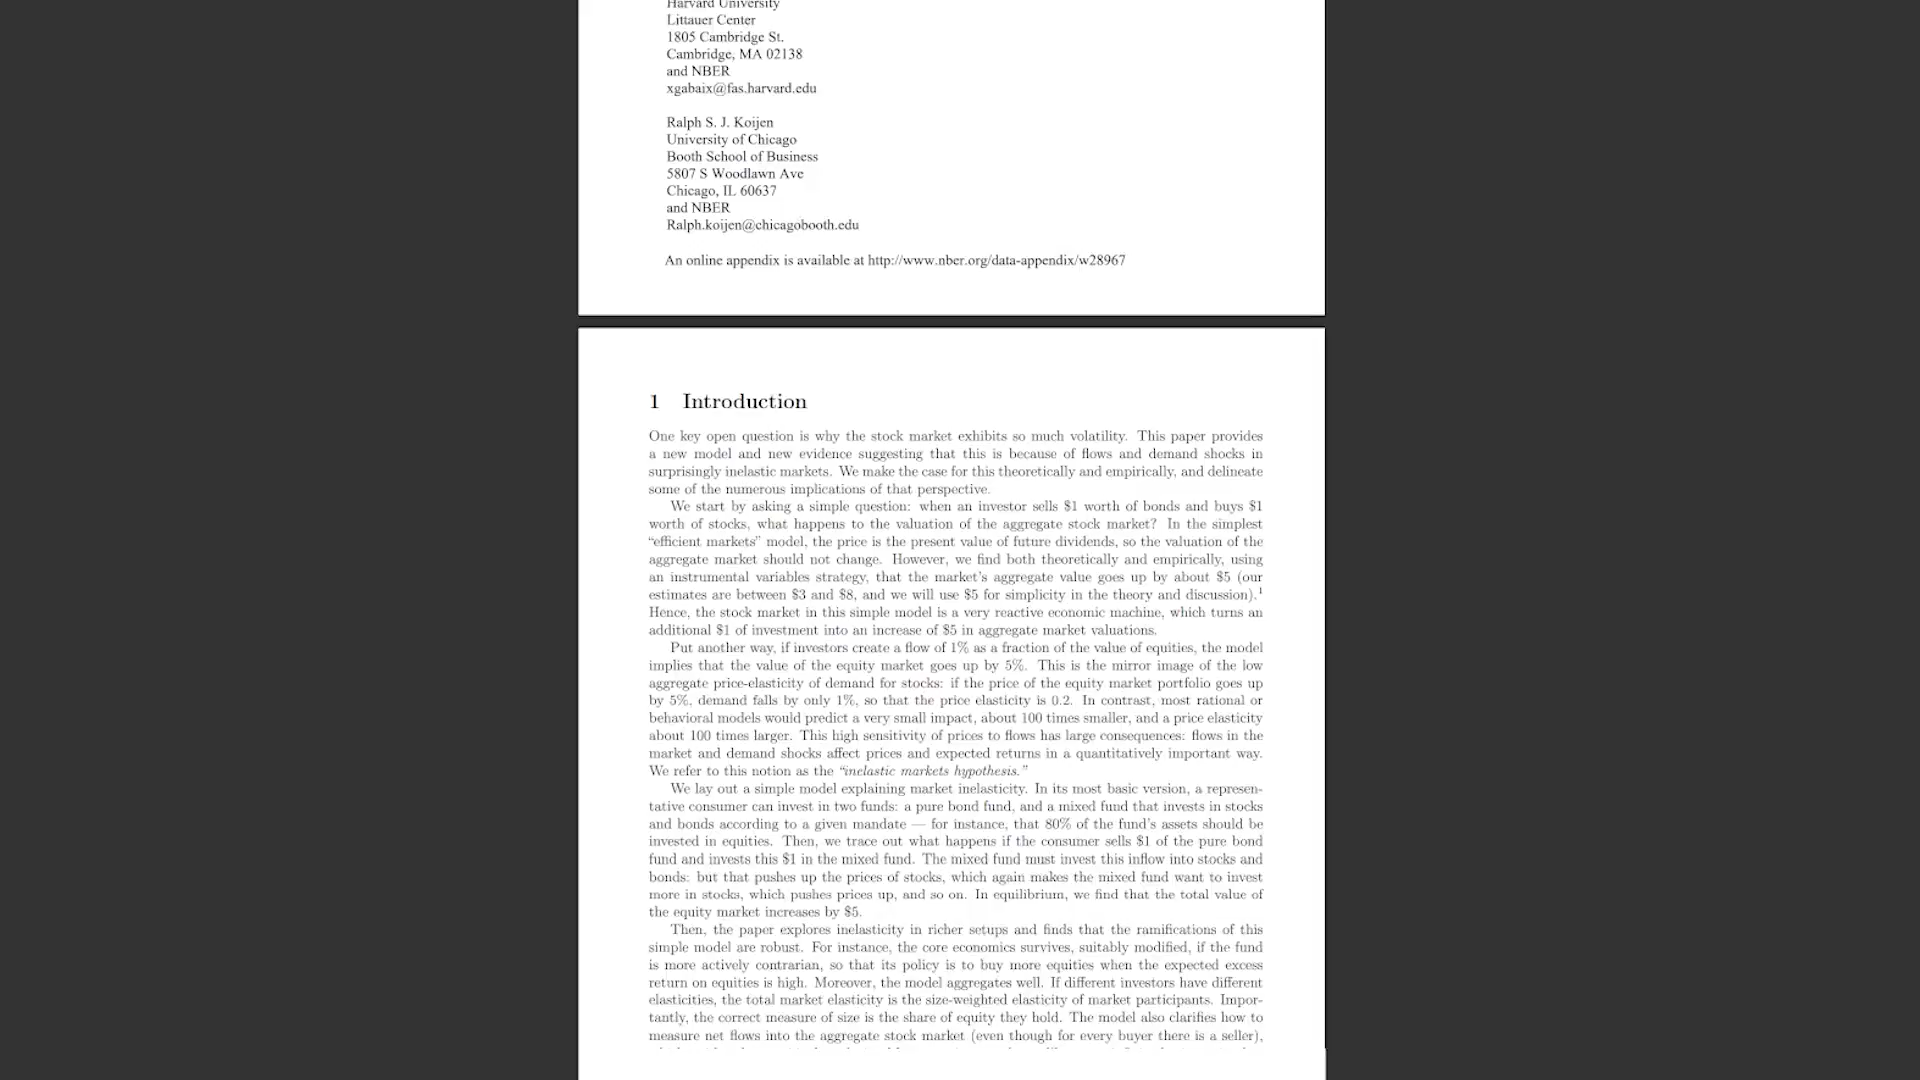 Harvard University
Littauer Center
1805 Cambridge St.
Cambridge, MA 02138
and NBER
xgabaix@fas.harvard.edu
Ralph S. J. Koijen
University of Chicago
Booth School of Business
5807 S Woodlawn Ave
Chicago, IL 60637
and NBER
Ralph.koijen@chicagobooth.edu
An online appendix is available at http://www.nber.org/data-appendix/w28967
1 Introduction
One key open question is why the stock market exhibits so much volatility. This paper provides
a new model and new evidence suggesting that this is because of flows and demand shocks in
surprisingly inelastic markets. We make the case for this theoretically and empirically, and delineate
some of the numerous implications of that perspective.
We start by asking a simple question: when an investor sells $1 worth of bonds and buys $1
worth of stocks, what happens to the valuation of the aggregate stock market? In the simplest
“efficient markets” model, the price is the present value of future dividends, so the valuation of the
aggregate market should not change. However, we find both theoretically and empirically, using
an instrumental variables strategy, that the market’s aggregate value goes up by about $5 (our
estimates are between $3 and $8, and we will use $5 for simplicity in the theory and discussion).1
Hence, the stock market in this simple model is a very reactive economic machine, which turns an
additional $1 of investment into an increase of $5 in aggregate market valuations.
Put another way, if investors create a flow of 1% as a fraction of the value of equities, the model
implies that the value of the equity market goes up by 5%. This is the mirror image of the low
aggregate price-elasticity of demand for stocks: if the price of the equity market portfolio goes up
by 5%, demand falls by only 1%, so that the price elasticity is 0.2. In contrast, most rational or
behavioral models would predict a very small impact, about 100 times smaller, and a price elasticity
about 100 times larger. This high sensitivity of prices to flows has large consequences: flows in the
market and demand shocks affect prices and expected returns in a quantitatively important way.
We refer to this notion as the “inelastic markets hypothesis.”
We lay out a simple model explaining market inelasticity. In its most basic version, a represen-
tative consumer can invest in two funds: a pure bond fund, and a mixed fund that invests in stocks
and bonds according to a given mandate — for instance, that 80% of the fund’s assets should be
invested in equities. Then, we trace out what happens if the consumer sells $1 of the pure bond
fund and invests this $1 in the mixed fund. The mixed fund must invest this inflow into stocks and
bonds: but that pushes up the prices of stocks, which again makes the mixed fund want to invest
more in stocks, which pushes prices up, and so on. In equilibrium, we find that the total value of
the equity market increases by $5.
Then, the paper explores inelasticity in richer setups and finds that the ramifications of this
simple model are robust. For instance, the core economics survives, suitably modified, if the fund
is more actively contrarian, so that its policy is to buy more equities when the expected excess
return on equities is high. Moreover, the model aggregates well. If different investors have different
elasticities, the total market elasticity is the size-weighted elasticity of market participants. Impor-
tantly, the correct measure of size is the share of equity they hold. The model also clarifies how to
measure net flows into the aggregate stock market (even though for every buyer there is a seller),